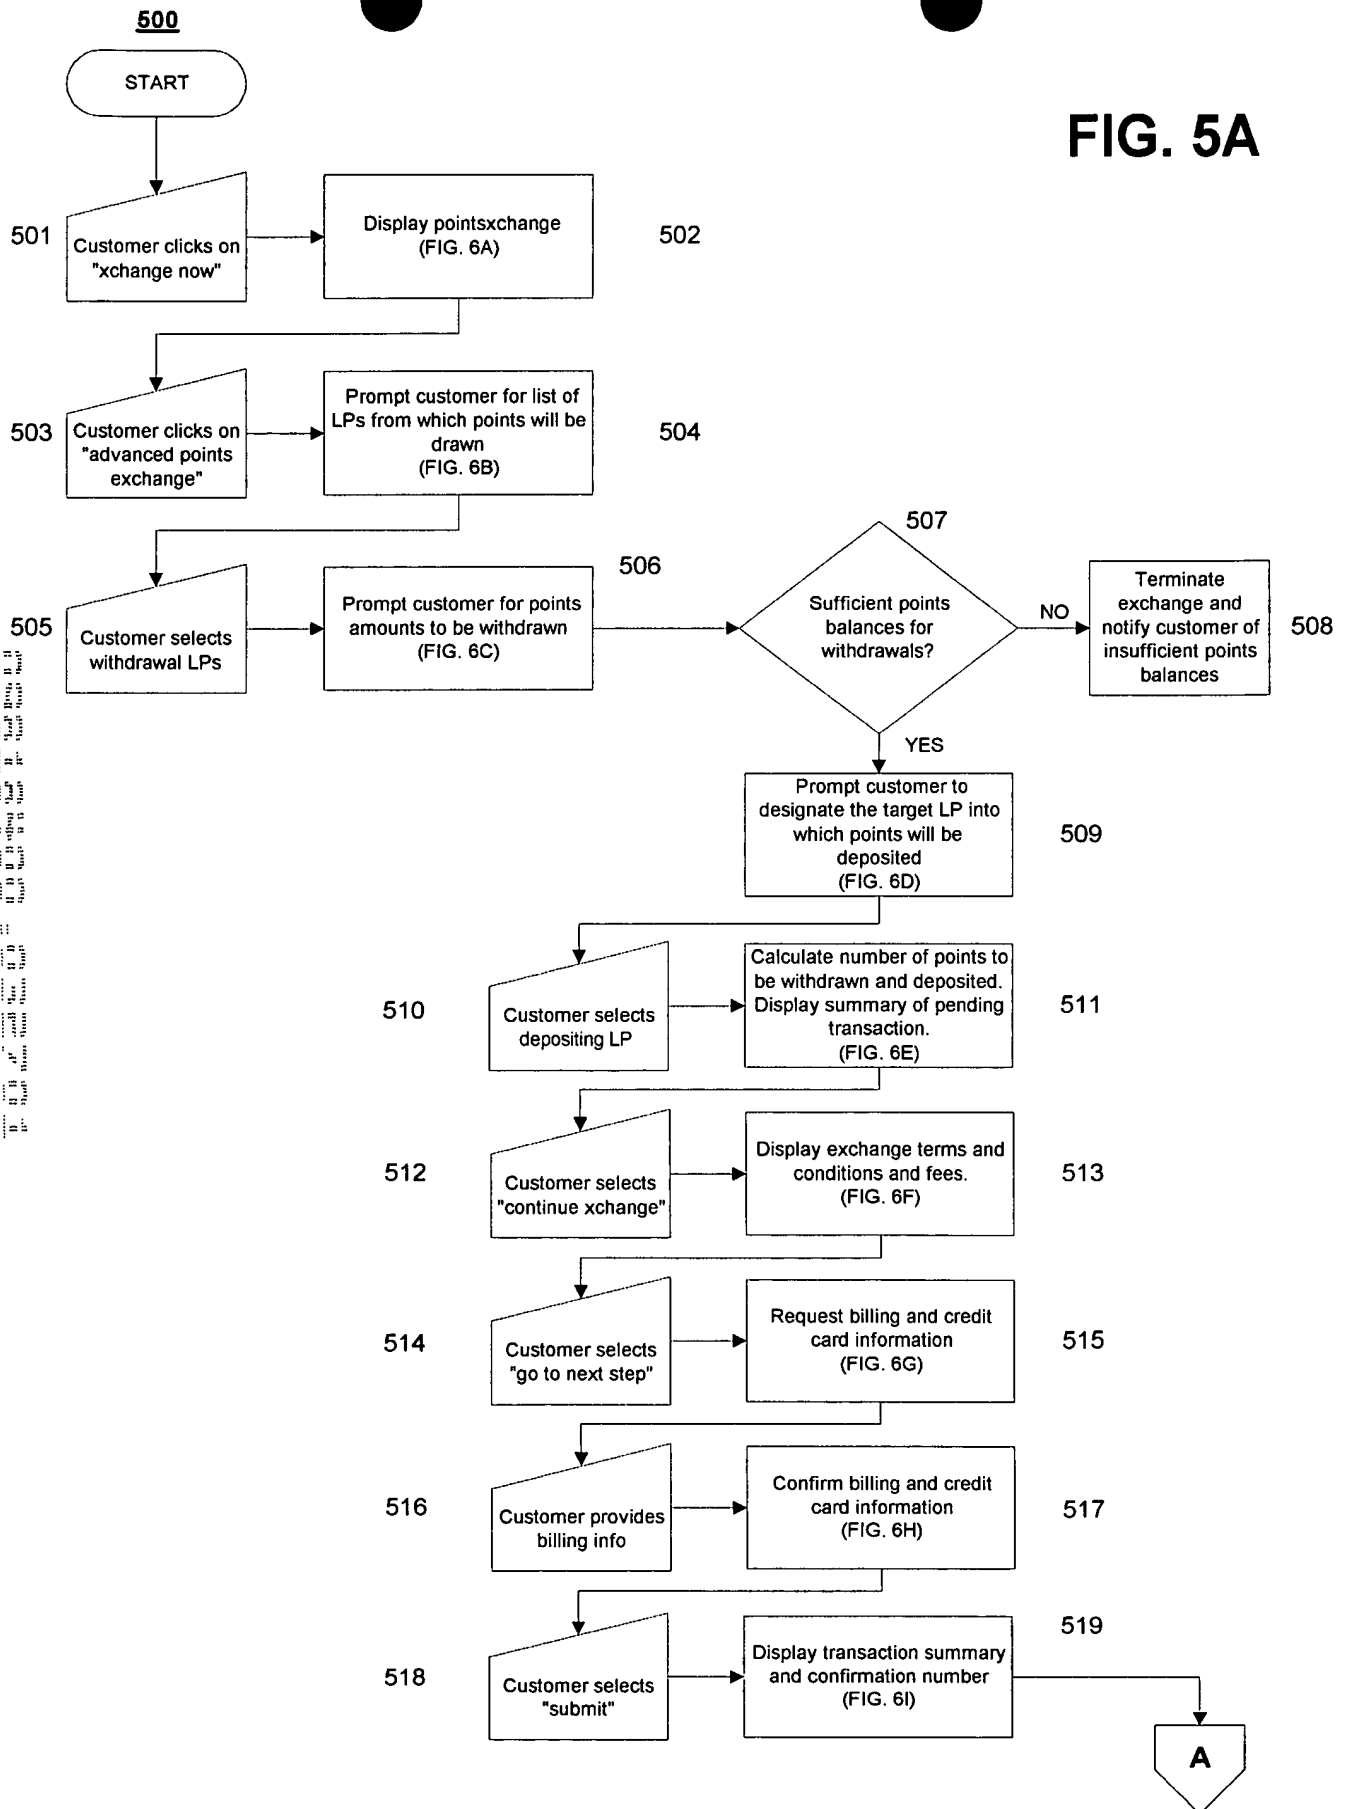 500
START
FIG. 5A
501
Customer clicks on
"xchange now"
Display pointsxchange
(FIG. 6A)
502
503
Customer clicks on
"advanced points
exchange"
Prompt customer for list of
LPs from which points will be
drawn
(FIG. 6B)
504
505
Customer selects
withdrawal LPs
Prompt customer for points
amounts to be withdrawn
(FIG. 6C)
506
507
Sufficient points
balances for
withdrawals?
NO
Terminate
exchange and
notify customer of
insufficient points
balances
508
YES
Prompt customer to
designate the target LP into
which points will be
deposited
(FIG. 6D)
509
510
Customer selects
depositing LP
Calculate number of points to
be withdrawn and deposited.
Display summary of pending
transaction.
(FIG. 6E)
511
512
Customer selects
"continue xchange"
Display exchange terms and
conditions and fees.
(FIG. 6F)
513
514
Customer selects
"go to next step"
Request billing and credit
card information
(FIG. 6G)
515
516
Customer provides
billing info
Confirm billing and credit
card information
(FIG. 6H)
517
518
Customer selects
"submit"
Display transaction summary
and confirmation number
(FIG. 6I)
519
A